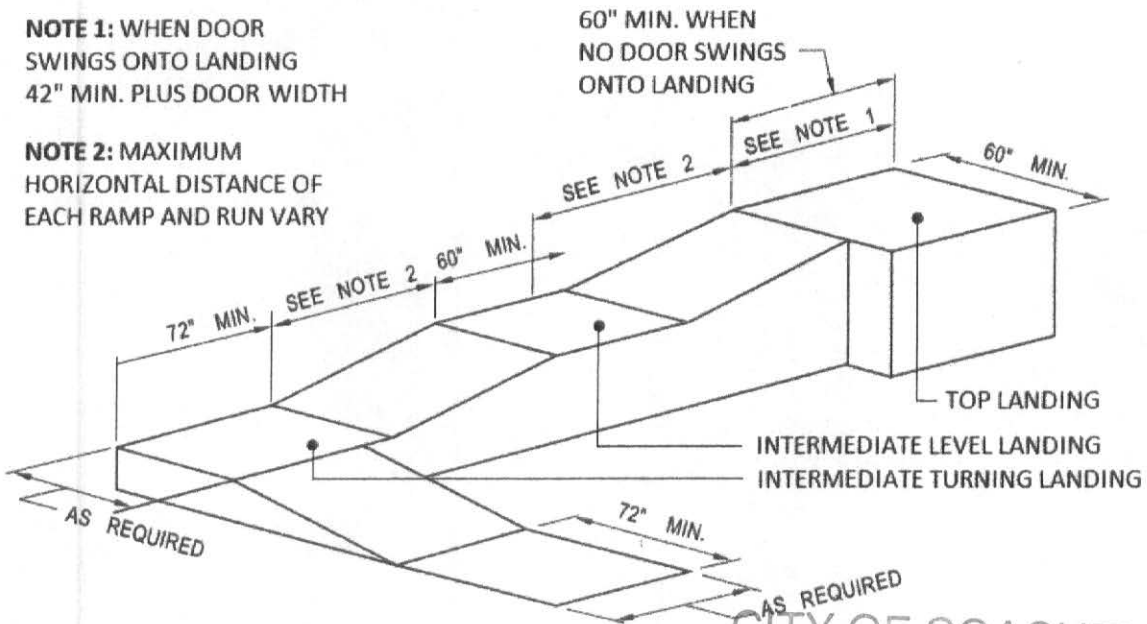 NOTE 1: WHEN DOOR
SWINGS ONTO LANDING
42" MIN. PLUS DOOR WIDTH
NOTE 2: MAXIMUM
HORIZONTAL DISTANCE OF
EACH RAMP AND RUN VARY
60" MIN. WHEN
NO DOOR SWINGS
ONTO LANDING
SEE NOTE 1
60" MIN.
SEE NOTE 2
60" MIN.
SEE NOTE 2
72" MIN.
TOP LANDING
INTERMEDIATE LEVEL LANDING
INTERMEDIATE TURNING LANDING
AS REQUIRED
72" MIN.
AS REQUIRED
CITY OF